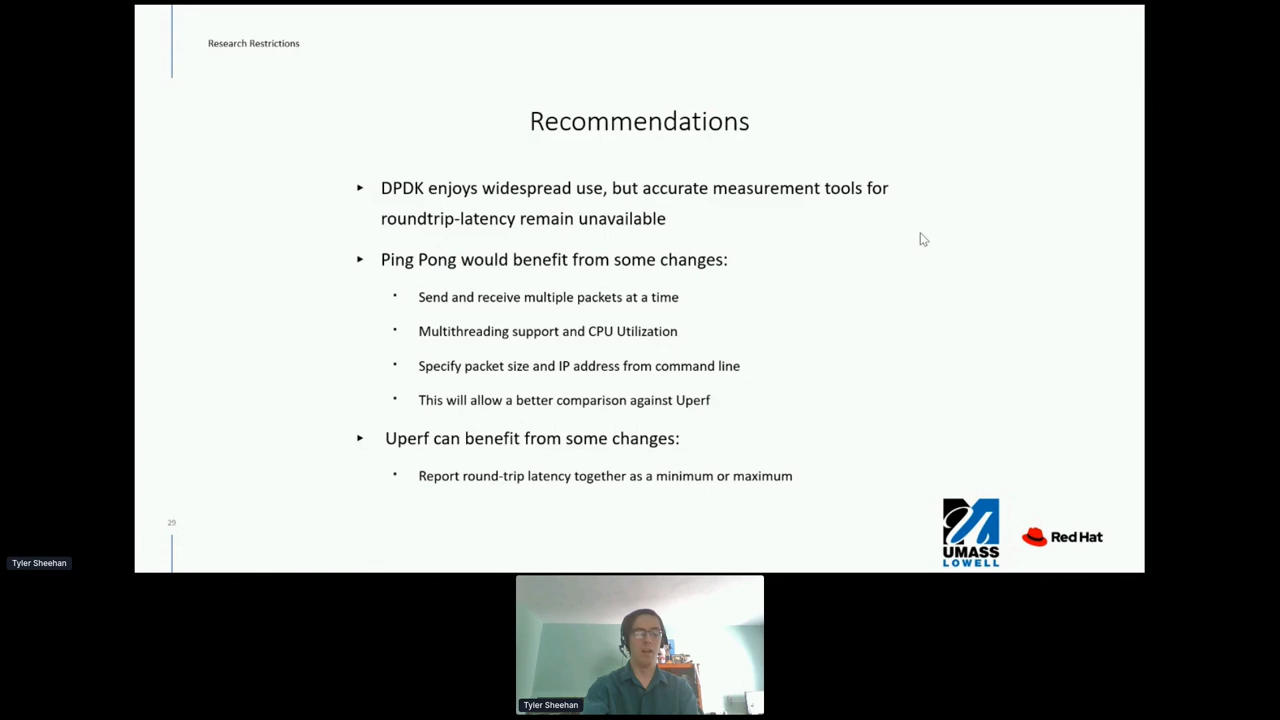 Research Restrictions
Recommendations
DPDK enjoys widespread use, but accurate measurement tools for
roundtrip-latency remain unavailable
Ping Pong would benefit from some changes:
Send and receive multiple packets at a time
Multithreading support and CPU Utilization
Specify packet size and IP address from command line
This will allow a better comparison against Uperf
Uperf can benefit from some changes:
Report round-trip latency together as a minimum or maximum
29
UMASS
LOWELL
Red Hat
Tyler Sheehan
Tyler Sheehan